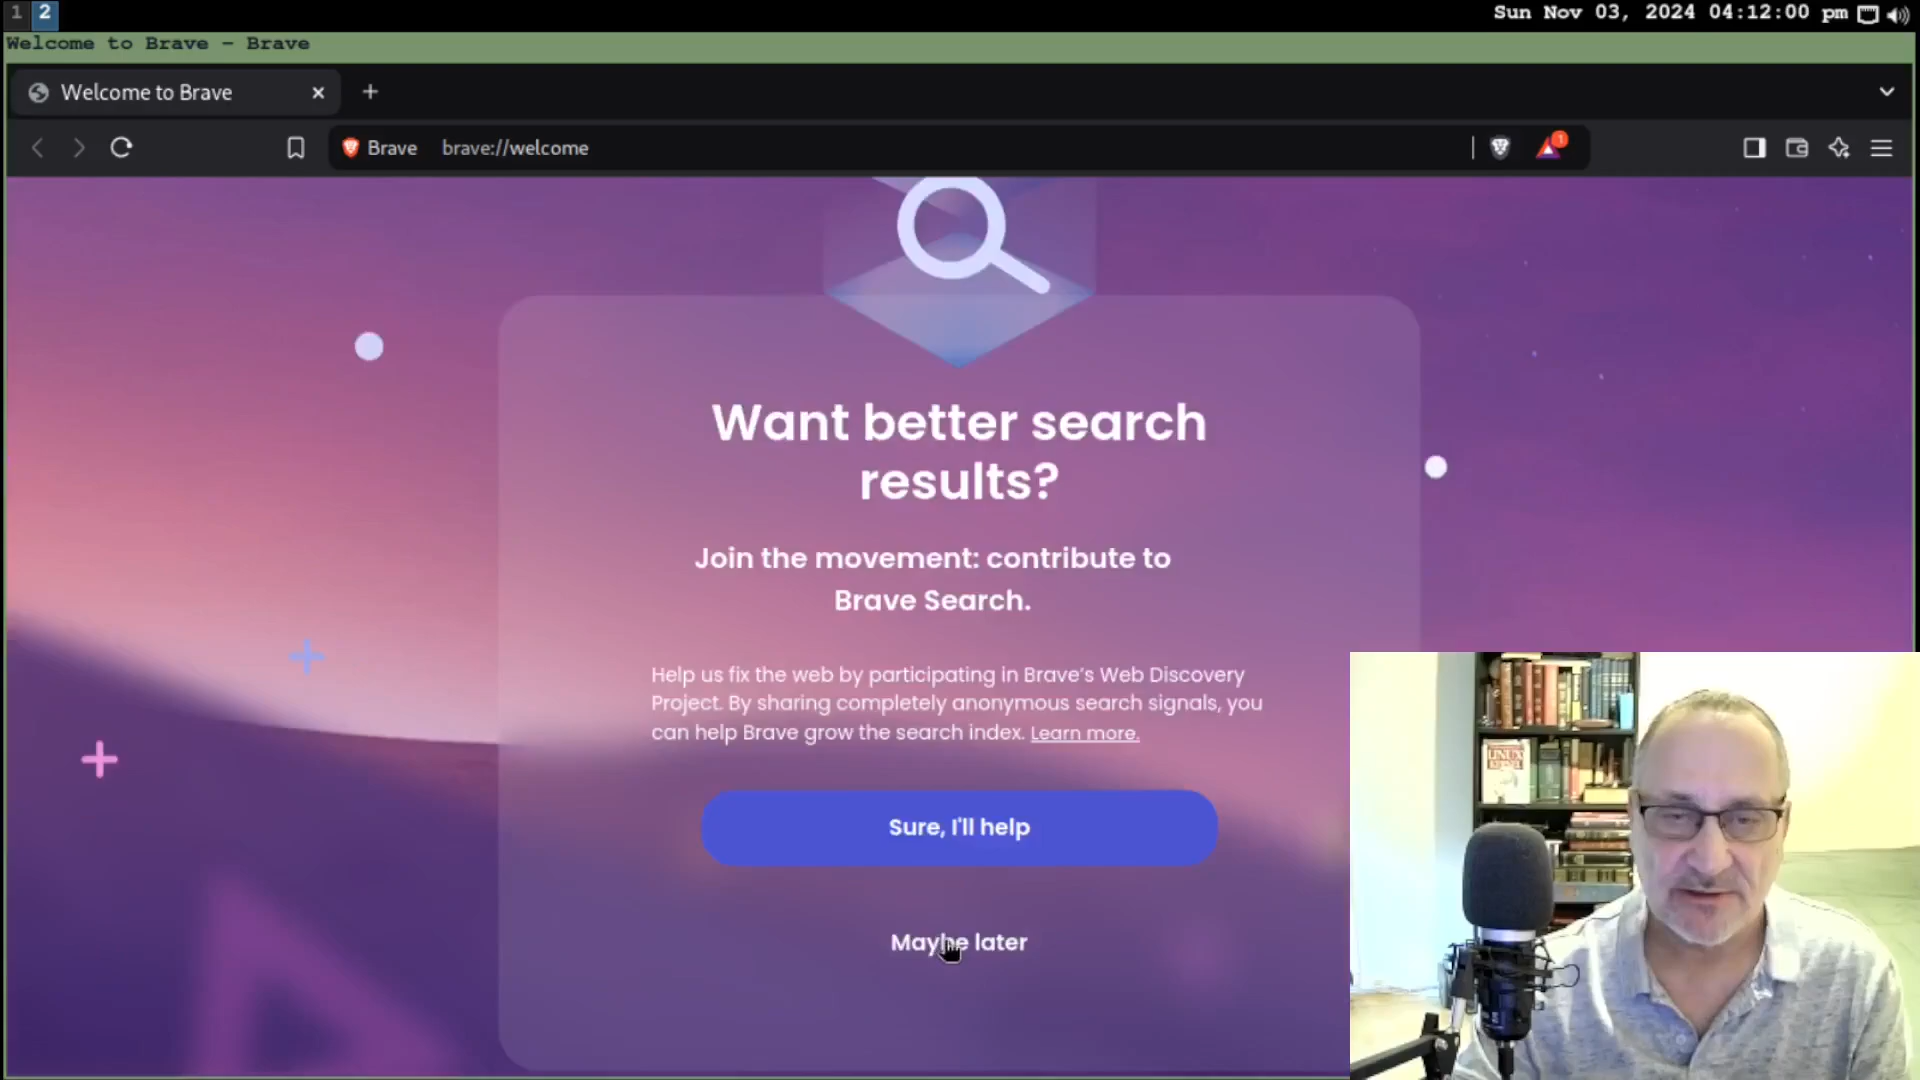 1 2
Sun Nov 03, 2024 04:12:00 pm
Welcome to Brave - Brave
Welcome to Brave
Brave brave://welcome
1
Want better search
results?
Join the movement: contribute to
Brave Search.
Help us fix the web by participating in Brave's Web Discovery
Project. By sharing completely anonymous search signals, you
can help Brave grow the search index. Learn more.
Sure, I'll help
Maybe later
LINUX